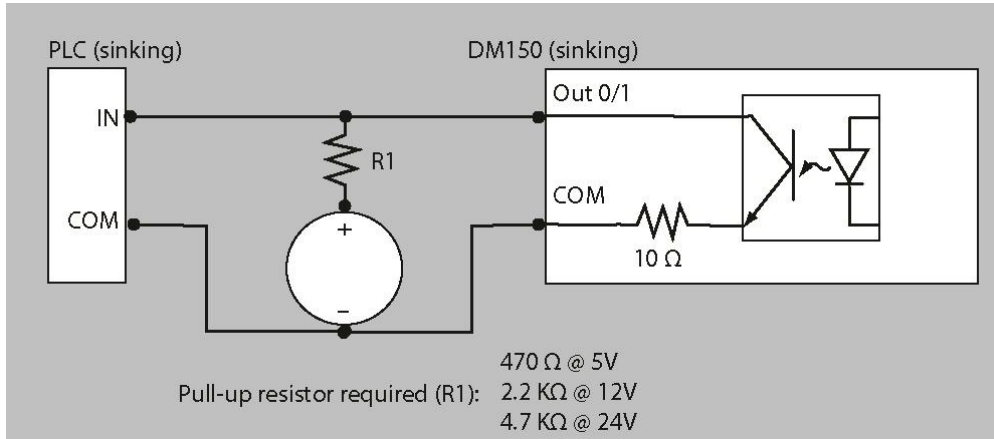 PLC (sinking)
DM150 (sinking)
IN
Out 0/1
R1
COM
COM
+
−
10 Ω
470 Ω @ 5V
Pull-up resistor required (R1): 2.2 KΩ @ 12V
4.7 KΩ @ 24V